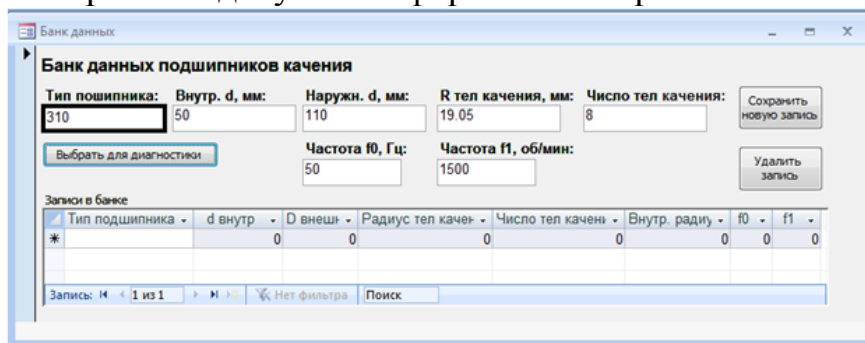 Банк данных
Банк данных подшипников качения
Тип пошипника: Внутр. d, мм: Наружн. d, мм: R тел качения, мм: Число тел качения:
310 50 110 19.05 8
Сохранить
новую запись
Выбрать для диагностики
Частота f0, Гц: Частота f1, об/мин:
50 1500
Удалить
запись
Записи в банке
Тип подшипника d внутр D внешн Радиус тел качен Число тел качени Внутр. радиу f0 f1
* 0 0 0 0 0 0 0
Запись: 1 из 1 Нет фильтра Поиск